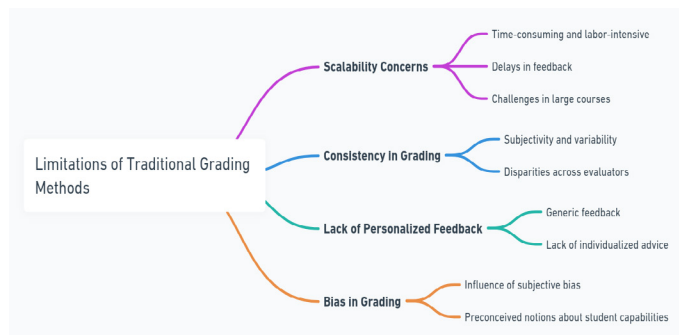 Limitations of Traditional Grading
Methods
Scalability Concerns
Time-consuming and labor-intensive
Delays in feedback
Challenges in large courses
Consistency in Grading
Subjectivity and variability
Disparities across evaluators
Lack of Personalized Feedback
Generic feedback
Lack of individualized advice
Bias in Grading
Influence of subjective bias
Preconceived notions about student capabilities